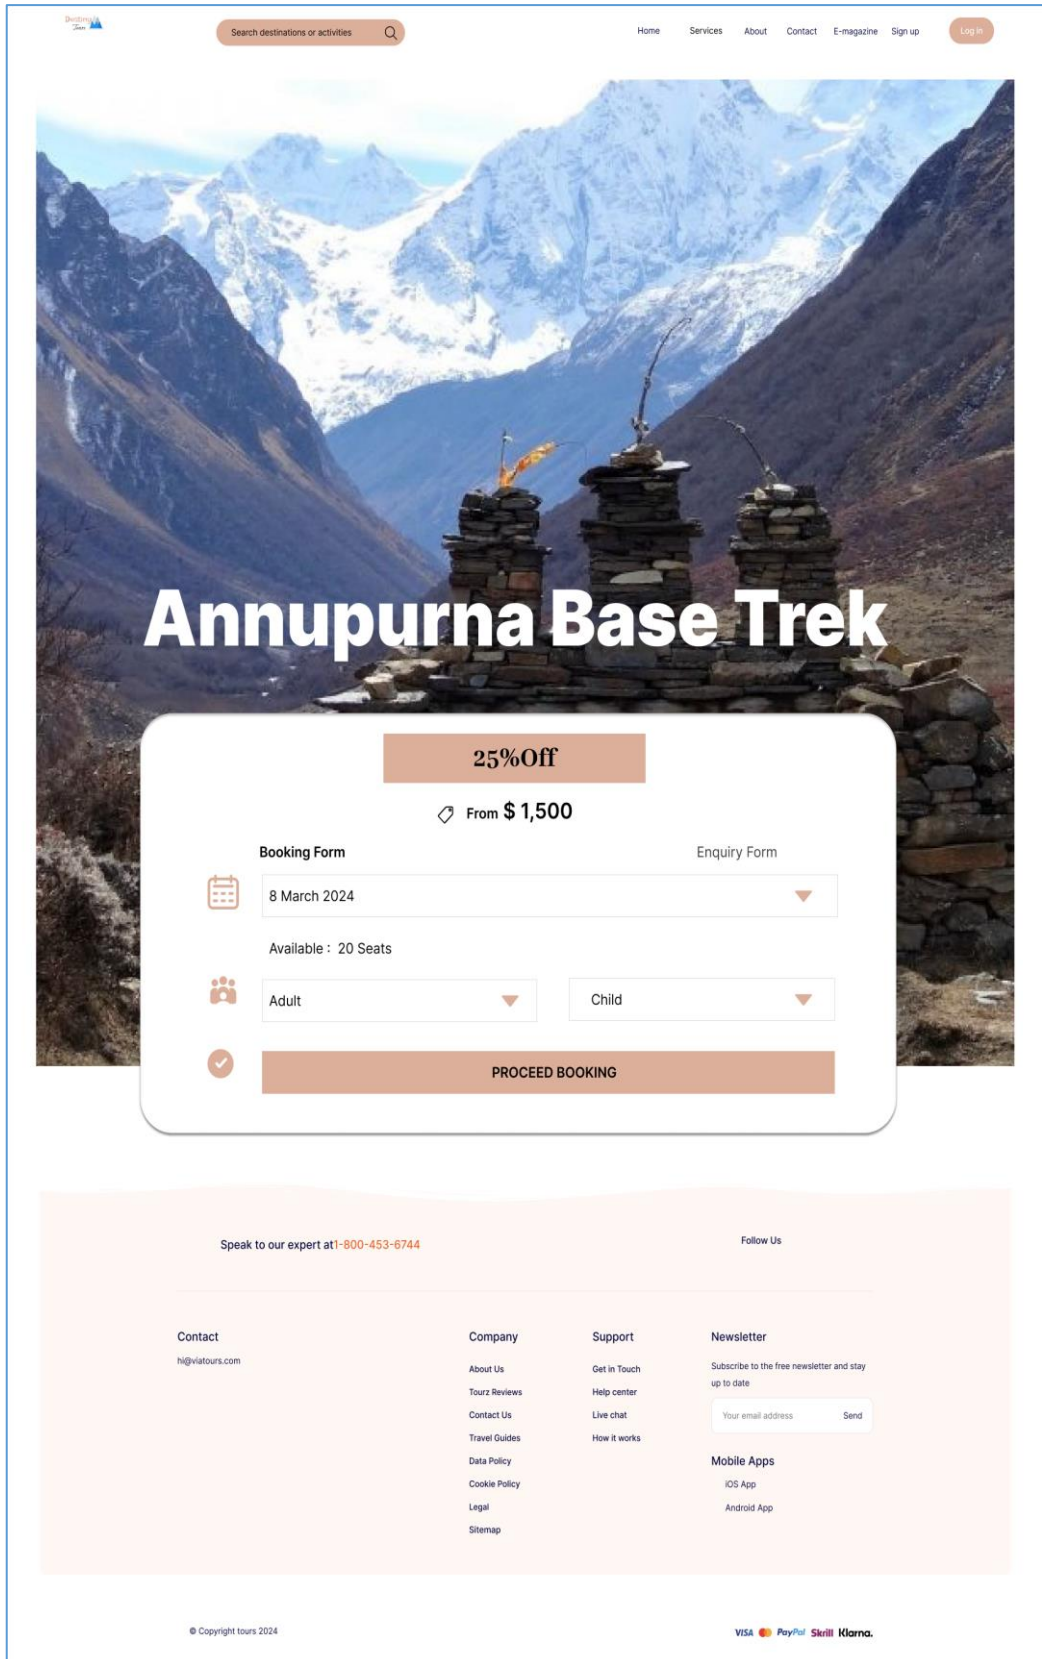 Tours
Search destinations or activities
Home Services About Contact E-magazine Sign up Log in
Annupurna Base Trek
25%Off
From $ 1,500
Booking Form Enquiry Form
8 March 2024
Available : 20 Seats
Adult Child
PROCEED BOOKING
Speak to our expert at1-800-453-6744
Follow Us
Contact
hi@viatours.com
Company
About Us
Tourz Reviews
Contact Us
Travel Guides
Data Policy
Cookie Policy
Legal
Sitemap
Support
Get in Touch
Help center
Live chat
How it works
Newsletter
Subscribe to the free newsletter and stay
up to date
Your email address Send
Mobile Apps
iOS App
Android App
© Copyright tours 2024
VISA PayPal Skrill Klarna.